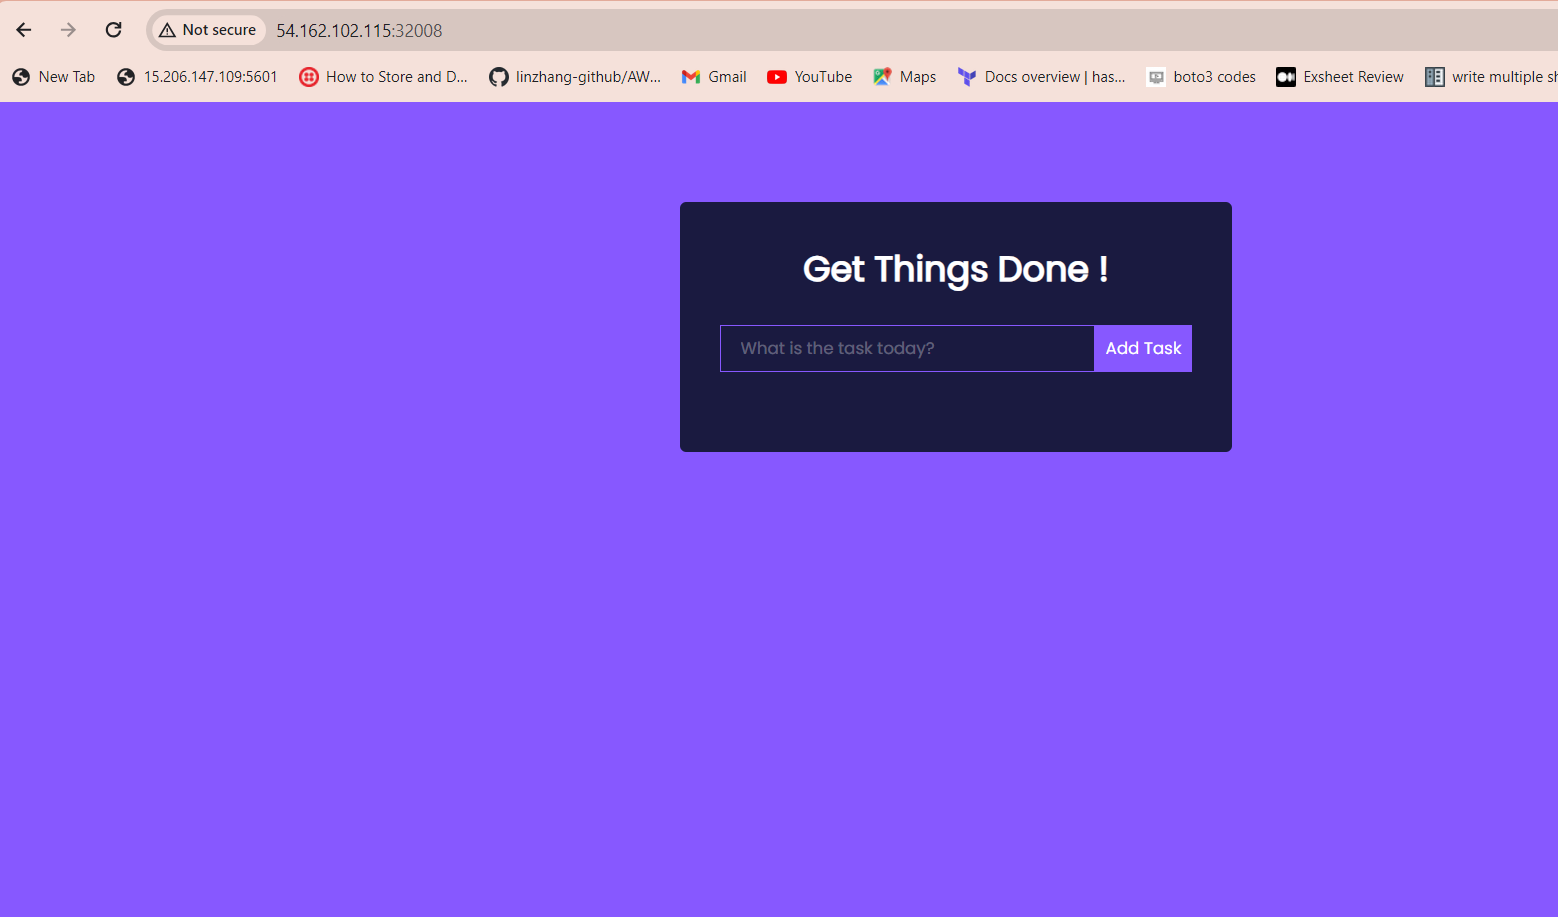 Not secure 54.162.102.115:32008
New Tab 15.206.147.109:5601 How to Store and D... linzhang-github/AW... Gmail YouTube Maps Docs overview | has... boto3 codes Exsheet Review write multiple sh
Get Things Done !
What is the task today? Add Task